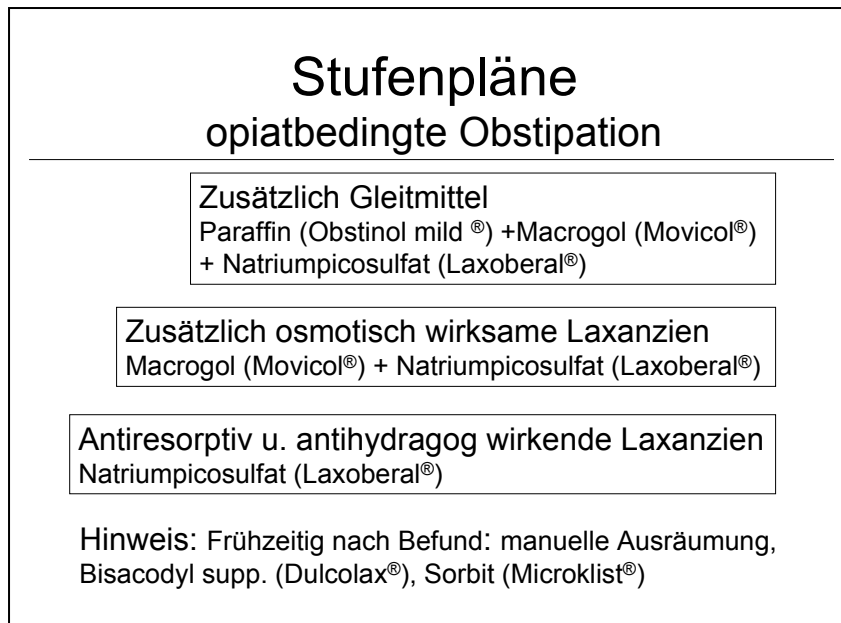 Stufenpläne
opiatbedingte Obstipation
Zusätzlich Gleitmittel
Paraffin (Obstinol mild ®) +Macrogol (Movicol®)
+ Natriumpicosulfat (Laxoberal®)
Zusätzlich osmotisch wirksame Laxanzien
Macrogol (Movicol®) + Natriumpicosulfat (Laxoberal®)
Antiresorptiv u. antihydragog wirkende Laxanzien
Natriumpicosulfat (Laxoberal®)
Hinweis: Frühzeitig nach Befund: manuelle Ausräumung,
Bisacodyl supp. (Dulcolax®), Sorbit (Microklist®)